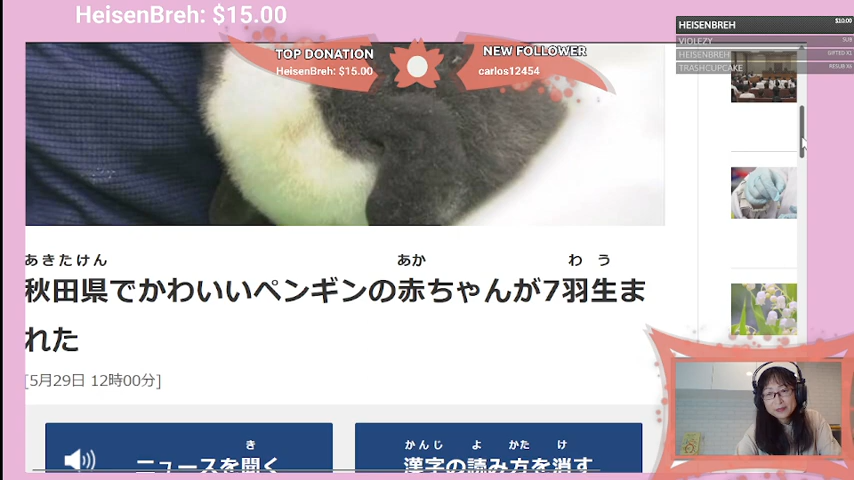 HeisenBreh: $15.00
TOP DONATION
HeisenBreh: $15.00
NEW FOLLOWER
carlos12454
HEISENBREH $10.00
VIOLEZY SUB
HEISENBREH GIFTED X1
TRASHCUPCAKE RESUB X6
あきたけん あか わ う
秋田県でかわいいペンギンの赤ちゃんが7羽生ま
れた
[5月29日 12時00分]
き
ニュースを聞く
かんじ よ かた け
漢字の読み方を消す